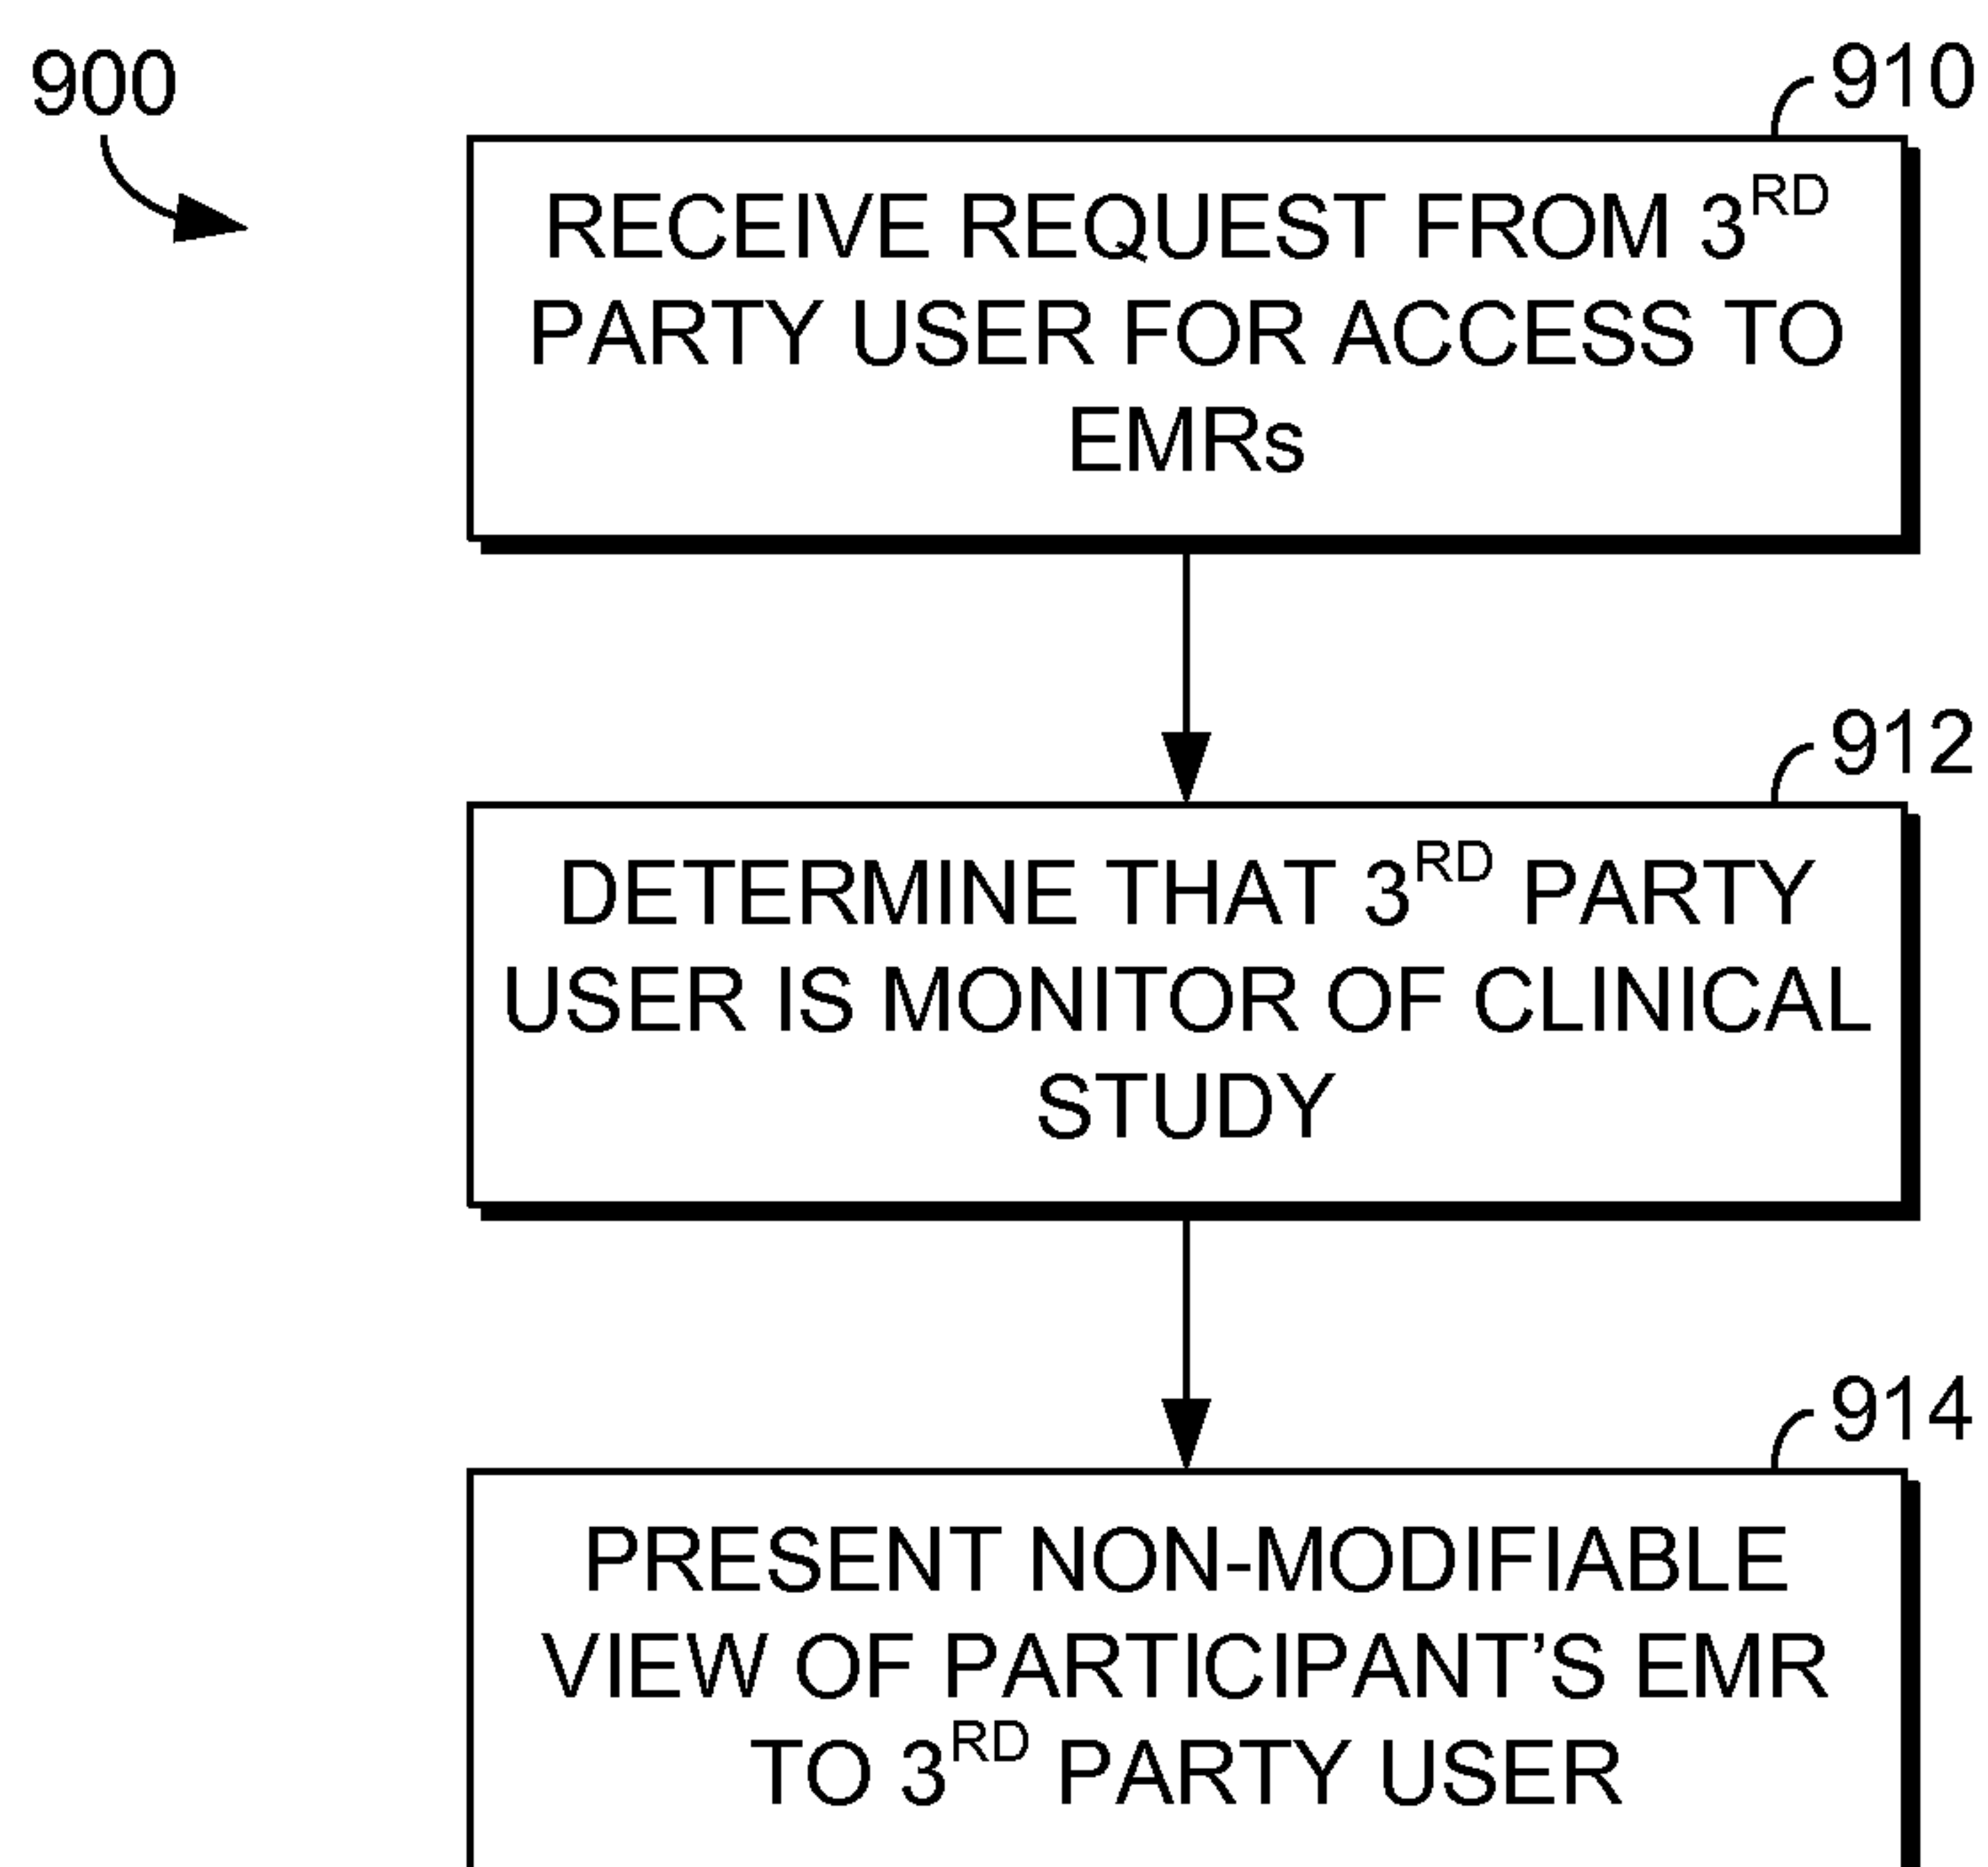 900
910
RECEIVE REQUEST FROM 3RD
PARTY USER FOR ACCESS TO
EMRs
912
DETERMINE THAT 3RD PARTY
USER IS MONITOR OF CLINICAL
STUDY
914
PRESENT NON-MODIFIABLE
VIEW OF PARTICIPANT'S EMR
TO 3RD PARTY USER